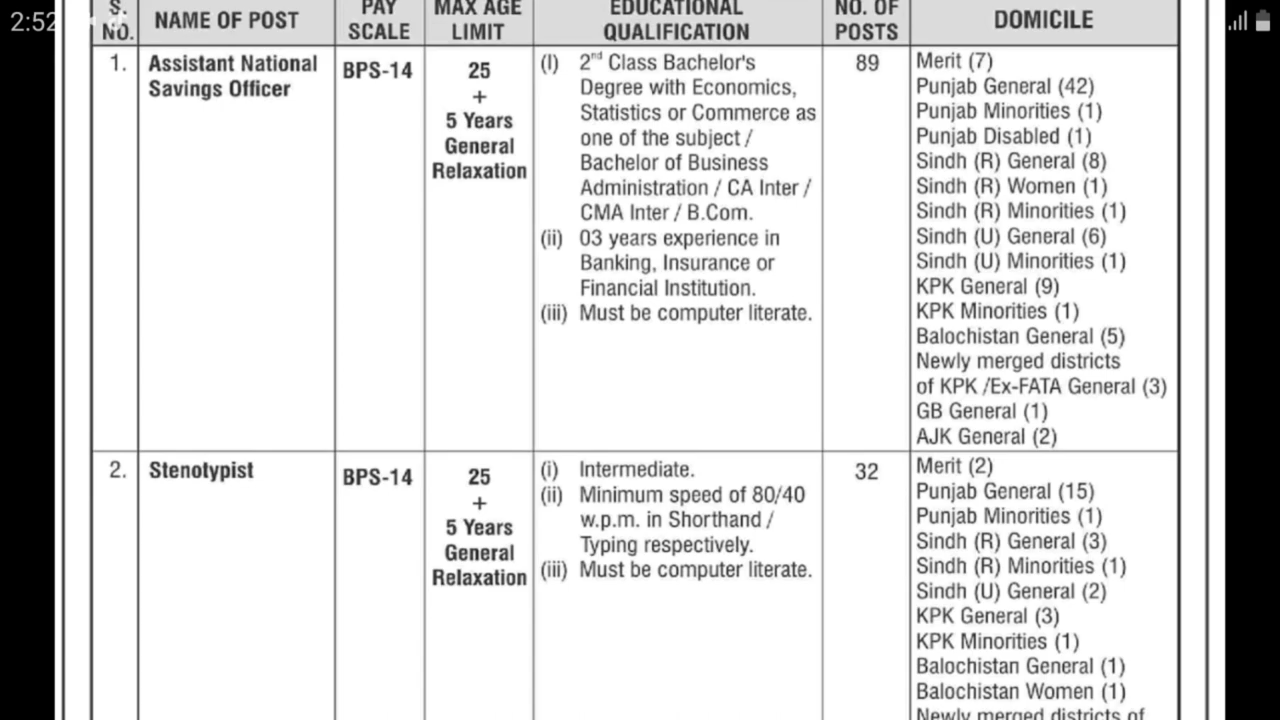 2:52
S.
NO.
NAME OF POST
PAY
SCALE
MAX AGE
LIMIT
EDUCATIONAL
QUALIFICATION
NO. OF
POSTS
DOMICILE
1.
Assistant National
Savings Officer
BPS-14
25
+
5 Years
General
Relaxation
(I) 2nd Class Bachelor's
Degree with Economics,
Statistics or Commerce as
one of the subject /
Bachelor of Business
Administration / CA Inter /
CMA Inter / B.Com.
(ii) 03 years experience in
Banking, Insurance or
Financial Institution.
(iii) Must be computer literate.
89
Merit (7)
Punjab General (42)
Punjab Minorities (1)
Punjab Disabled (1)
Sindh (R) General (8)
Sindh (R) Women (1)
Sindh (R) Minorities (1)
Sindh (U) General (6)
Sindh (U) Minorities (1)
KPK General (9)
KPK Minorities (1)
Balochistan General (5)
Newly merged districts
of KPK /Ex-FATA General (3)
GB General (1)
AJK General (2)
2.
Stenotypist
BPS-14
25
+
5 Years
General
Relaxation
(i) Intermediate.
(ii) Minimum speed of 80/40
w.p.m. in Shorthand /
Typing respectively.
(iii) Must be computer literate.
32
Merit (2)
Punjab General (15)
Punjab Minorities (1)
Sindh (R) General (3)
Sindh (R) Minorities (1)
Sindh (U) General (2)
KPK General (3)
KPK Minorities (1)
Balochistan General (1)
Balochistan Women (1)
Newly merged districts of